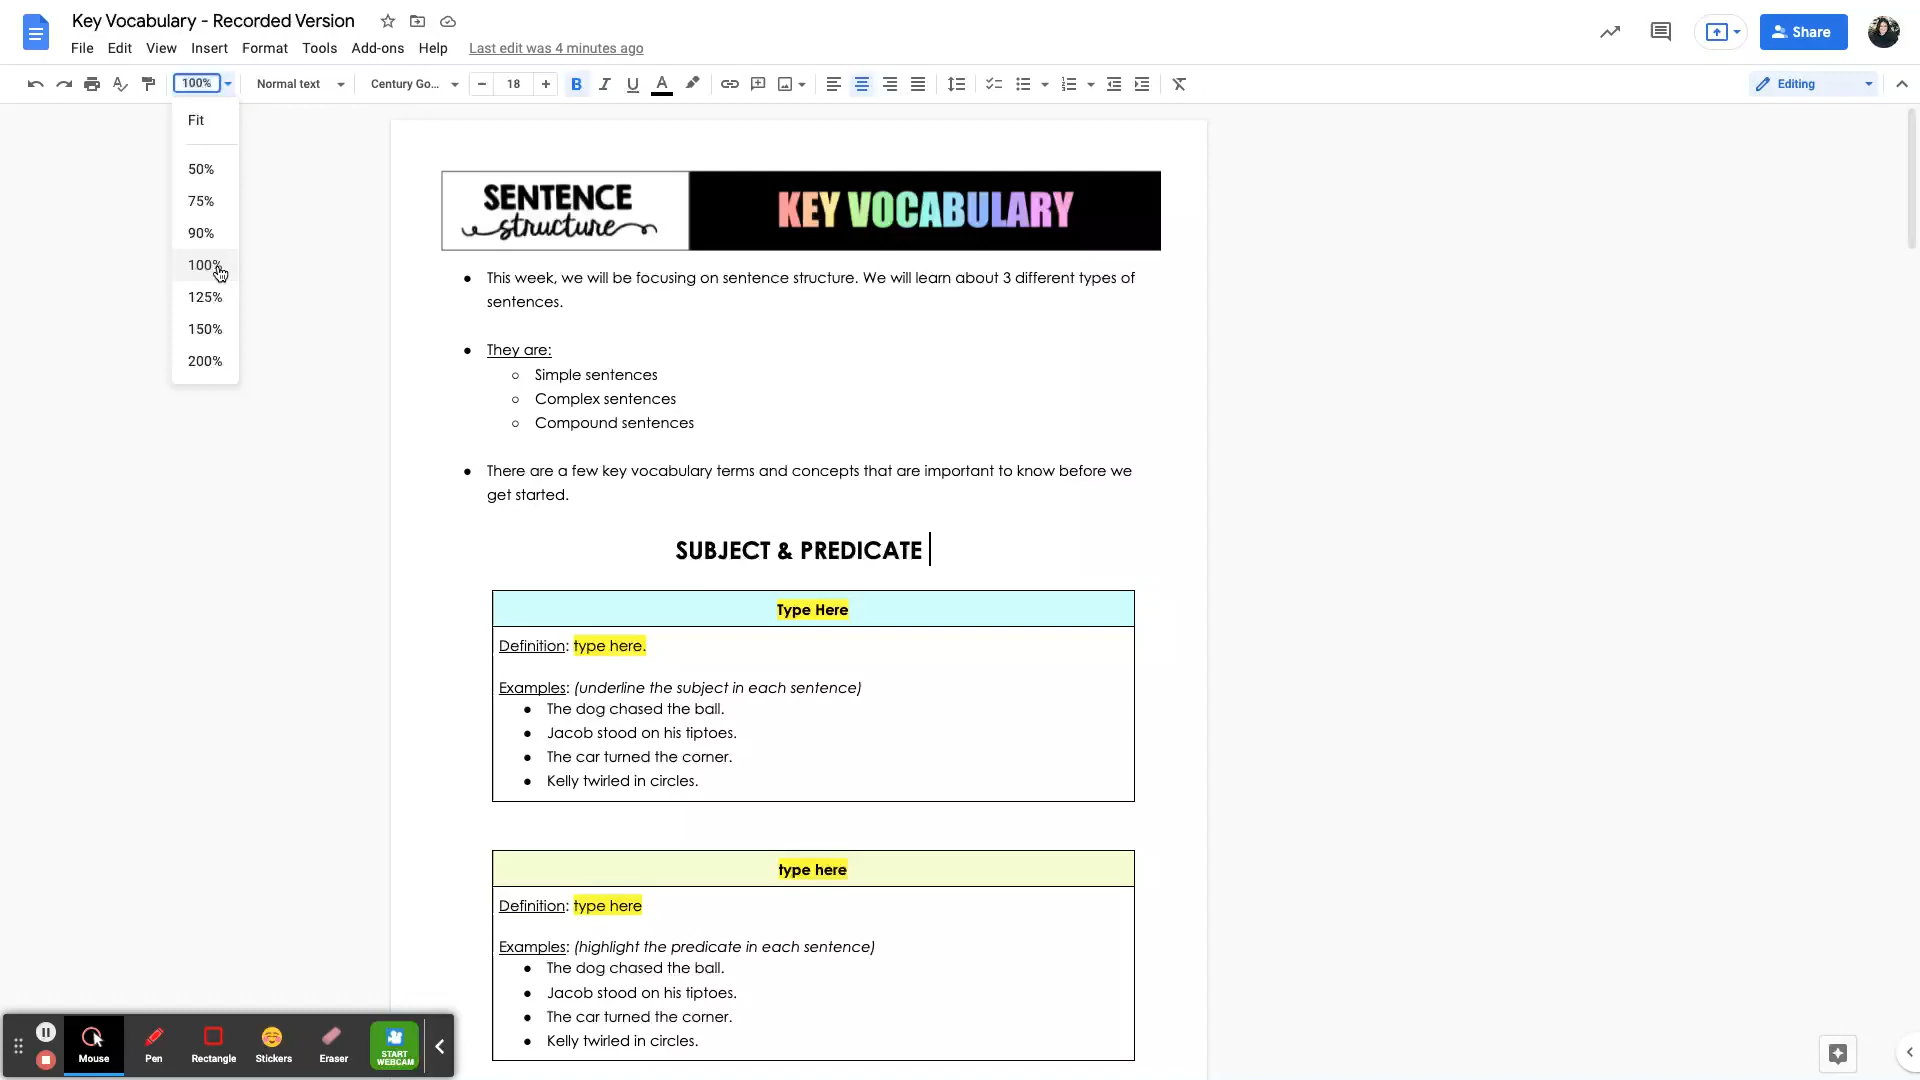 Key Vocabulary - Recorded Version
File Edit View Insert Format Tools Add-ons Help Last edit was 4 minutes ago
Share
100% Normal text Century Go... 18 B I U A Editing
Fit
50%
75%
90%
100%
125%
150%
200%
SENTENCE structure
KEY VOCABULARY
This week, we will be focusing on sentence structure. We will learn about 3 different types of
sentences.
They are:
Simple sentences
Complex sentences
Compound sentences
There are a few key vocabulary terms and concepts that are important to know before we
get started.
SUBJECT & PREDICATE
Type Here
Definition: type here.
Examples: (underline the subject in each sentence)
The dog chased the ball.
Jacob stood on his tiptoes.
The car turned the corner.
Kelly twirled in circles.
type here
Definition: type here
Examples: (highlight the predicate in each sentence)
The dog chased the ball.
Jacob stood on his tiptoes.
The car turned the corner.
Kelly twirled in circles.
Mouse Pen Rectangle Stickers Eraser START WEBCAM